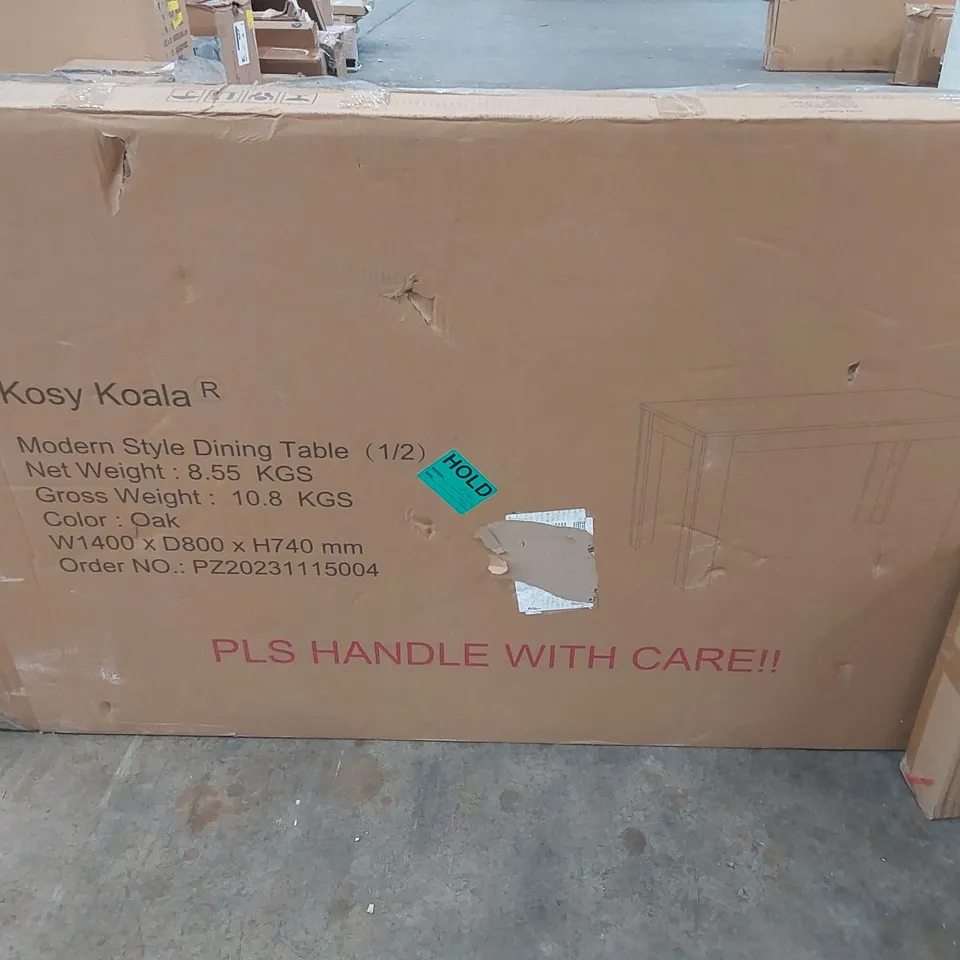 Kosy Koala ®
Modern Style Dining Table (1/2)
Net Weight : 8.55 KGS
Gross Weight : 10.8 KGS
Color : Oak
W1400 x D800 x H740 mm
Order NO.: PZ20231115004
HOLD
PLS HANDLE WITH CARE!!